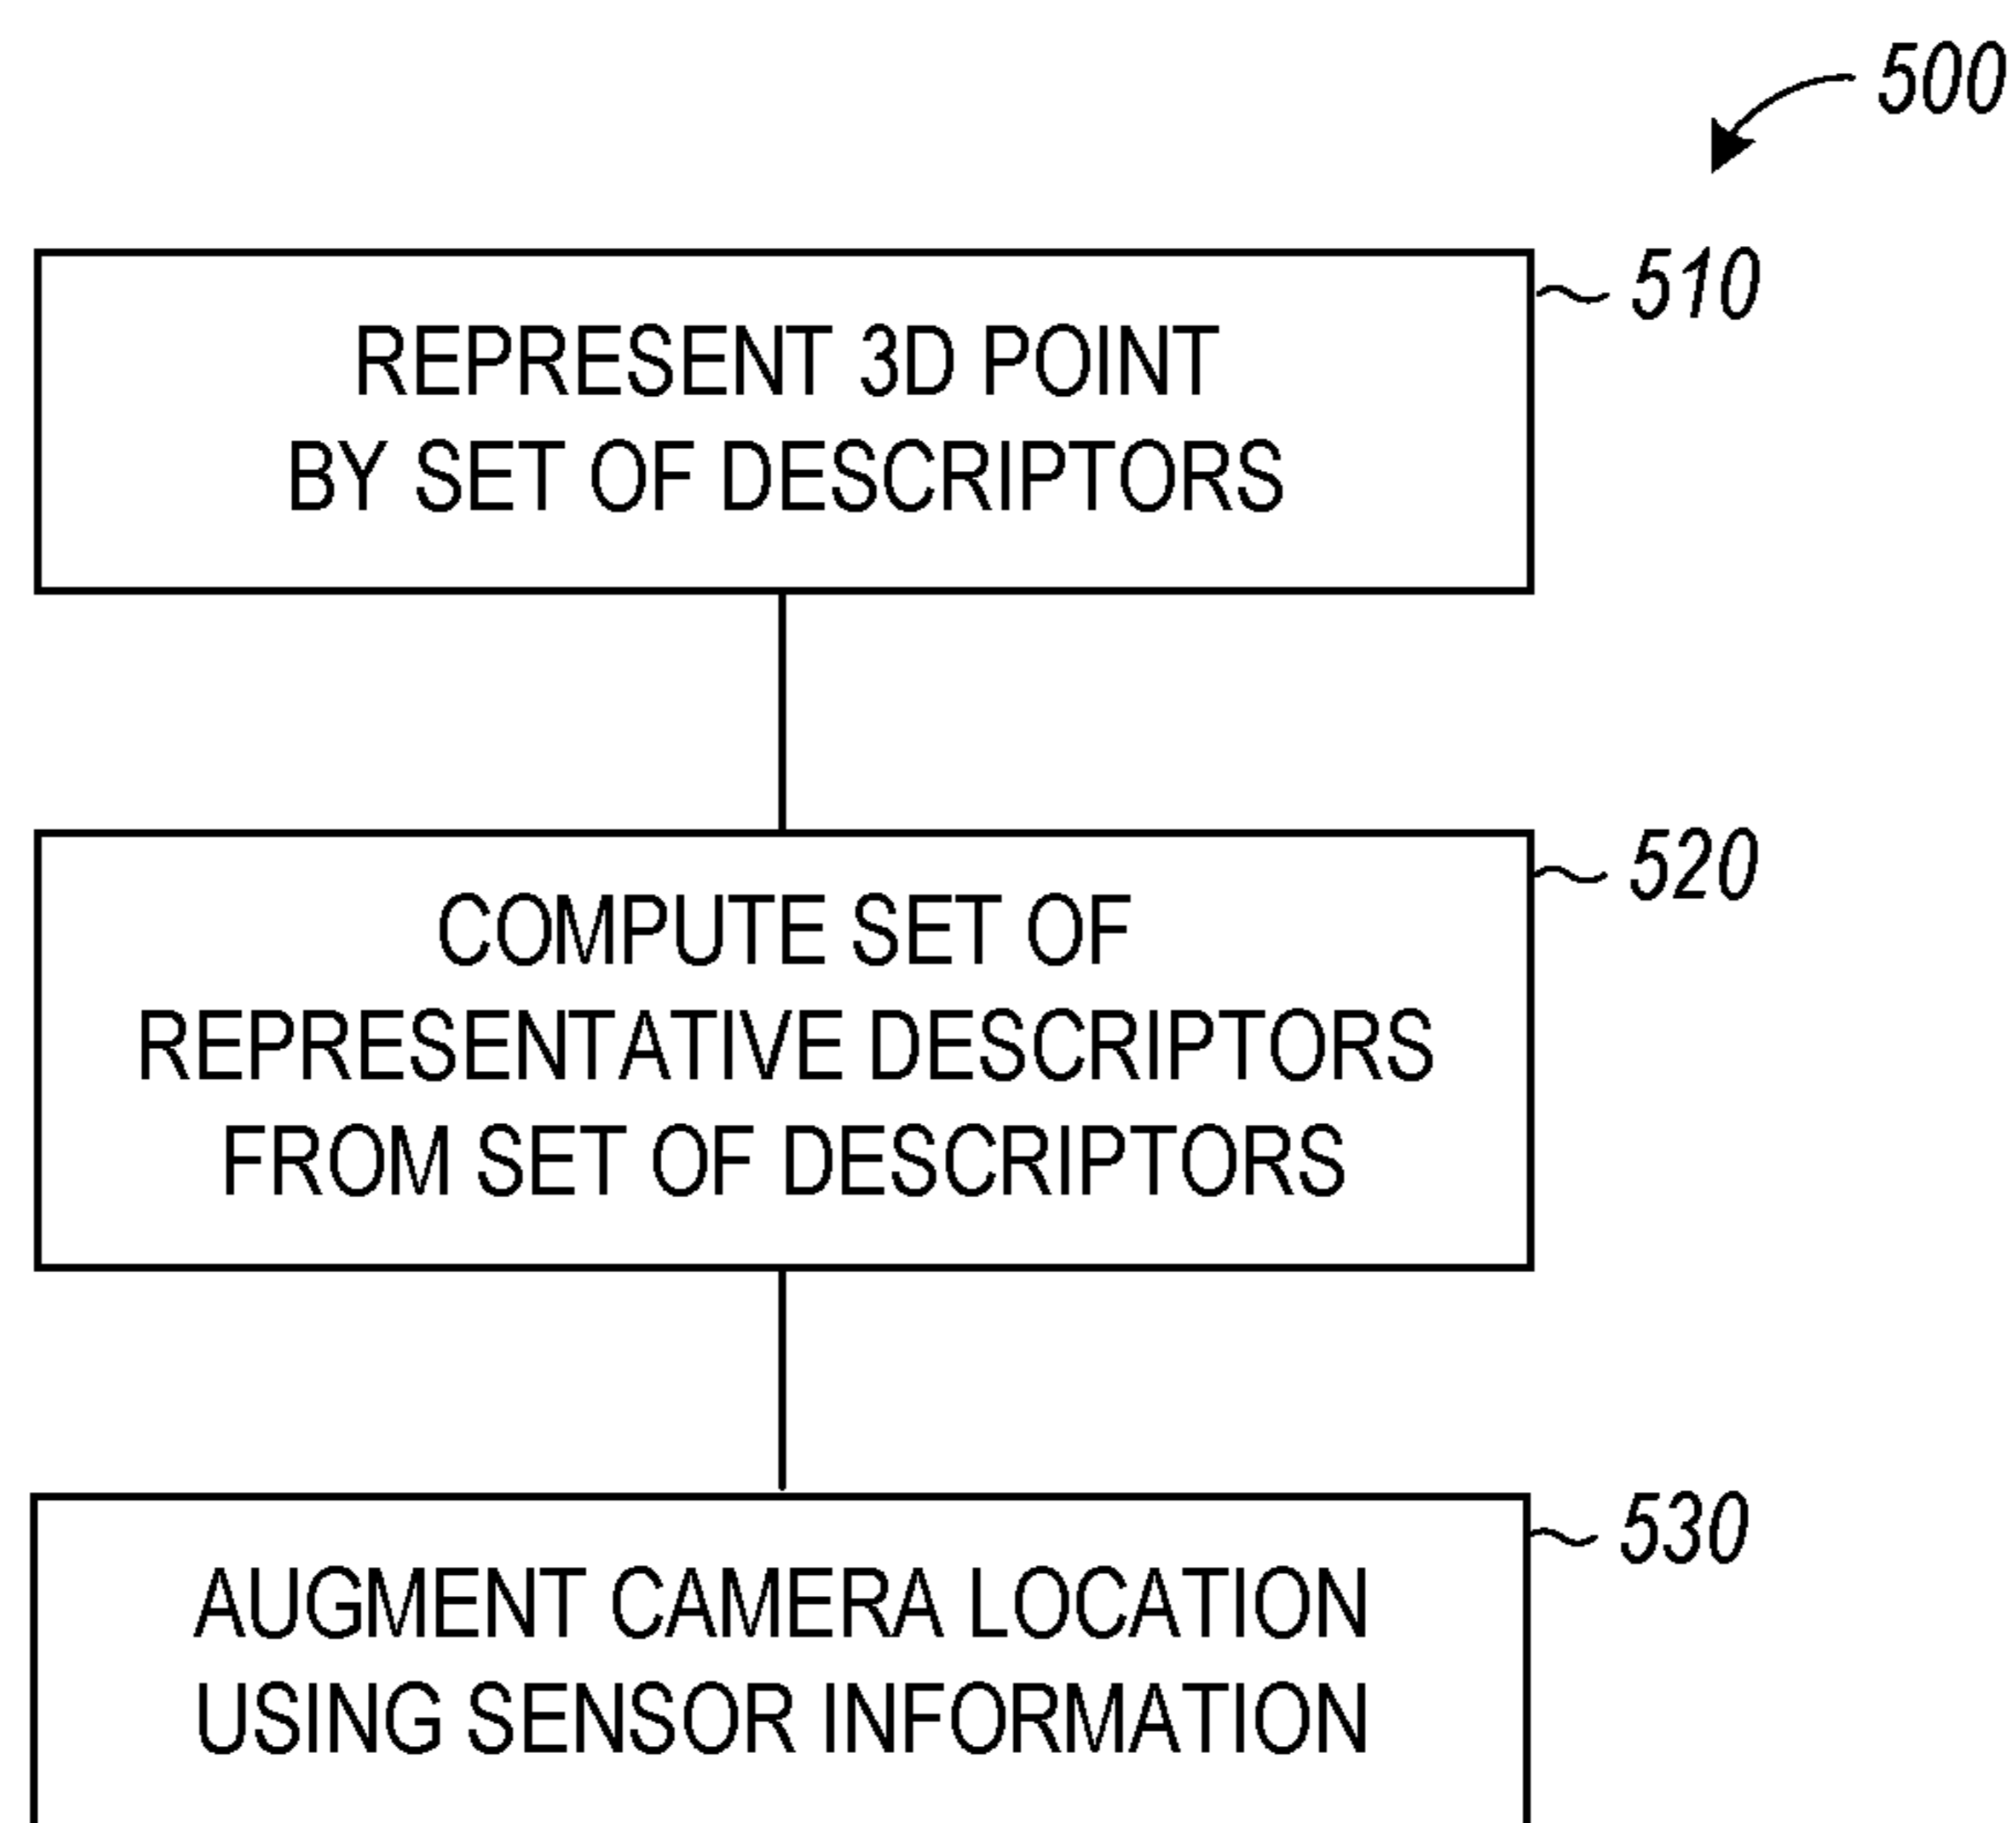 500
510
REPRESENT 3D POINT
BY SET OF DESCRIPTORS
520
COMPUTE SET OF
REPRESENTATIVE DESCRIPTORS
FROM SET OF DESCRIPTORS
530
AUGMENT CAMERA LOCATION
USING SENSOR INFORMATION